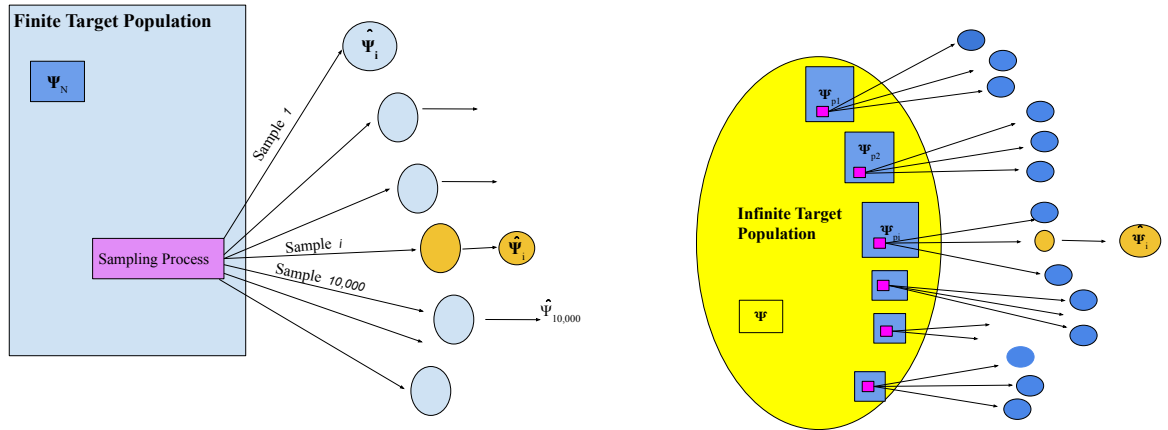 Finite Target Population
Ψ_N
Ψ̂_i
Sample 1
Sample i
Ψ̂_i
Sampling Process
Sample 10,000
Ψ̂_10,000
Ψ_p1
Ψ_p2
Infinite Target
Population
Ψ_pi
Ψ̂_i
Ψ